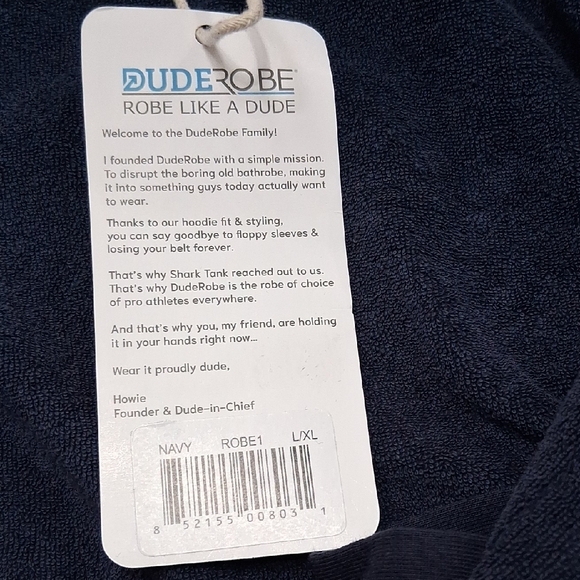 DUDEROBE®
ROBE LIKE A DUDE
Welcome to the DudeRobe Family!
I founded DudeRobe with a simple mission.
To disrupt the boring old bathrobe, making
it into something guys today actually want
to wear.
Thanks to our hoodie fit & styling,
you can say goodbye to floppy sleeves &
losing your belt forever.
That's why Shark Tank reached out to us.
That's why DudeRobe is the robe of choice
of pro athletes everywhere.
And that's why you, my friend, are holding
it in your hands right now...
Wear it proudly dude,
Howie
Founder & Dude-in-Chief
NAVY ROBE1 L/XL
8 52155 00803 1